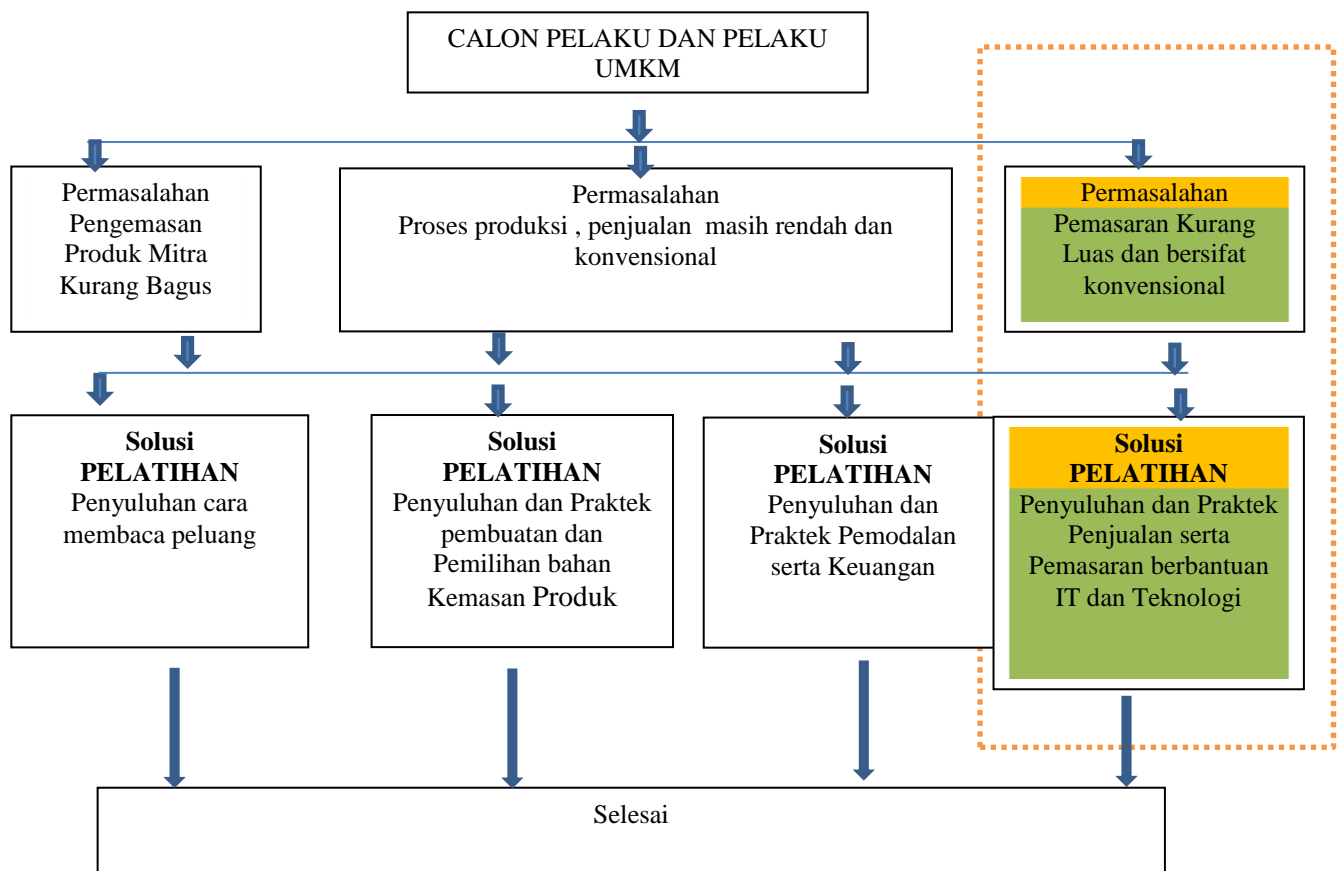 CALON PELAKU DAN PELAKU
UMKM
Permasalahan
Pengemasan
Produk Mitra
Kurang Bagus
Permasalahan
Proses produksi , penjualan masih rendah dan
konvensional
Permasalahan
Pemasaran Kurang
Luas dan bersifat
konvensional
Solusi
PELATIHAN
Penyuluhan cara
membaca peluang
Solusi
PELATIHAN
Penyuluhan dan Praktek
pembuatan dan
Pemilihan bahan
Kemasan Produk
Solusi
PELATIHAN
Penyuluhan dan
Praktek Pemodalan
serta Keuangan
Solusi
PELATIHAN
Penyuluhan dan Praktek
Penjualan serta
Pemasaran berbantuan
IT dan Teknologi
Selesai